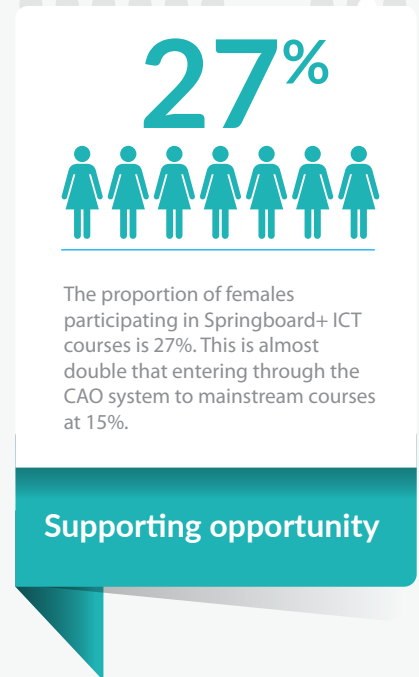 27%
The proportion of females
participating in Springboard+ ICT
courses is 27%. This is almost
double that entering through the
CAO system to mainstream courses
at 15%.
Supporting opportunity